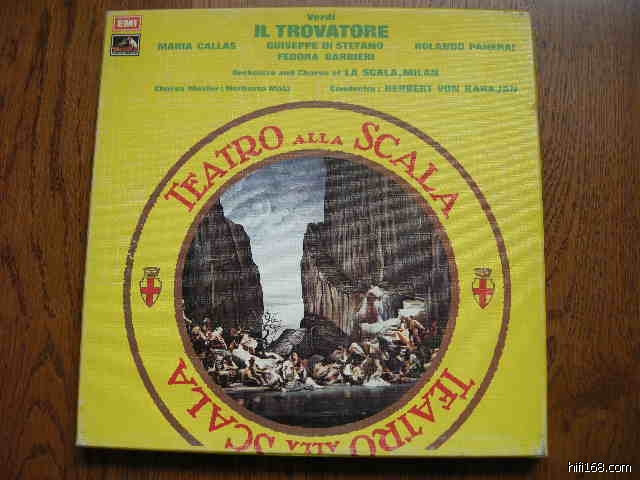 EMI
Verdi
IL TROVATORE
MARIA CALLAS GUISEPPE DI STEFANO ROLANDO PANERAI
FEDORA BARBIERI
Orchestra and Chorus of LA SCALA, MILAN
Chorus Master: Norberto Mola Conductor: HERBERT VON KARAJAN
TEATRO ALLA SCALA
TEATRO ALLA SCALA
hifi168.com